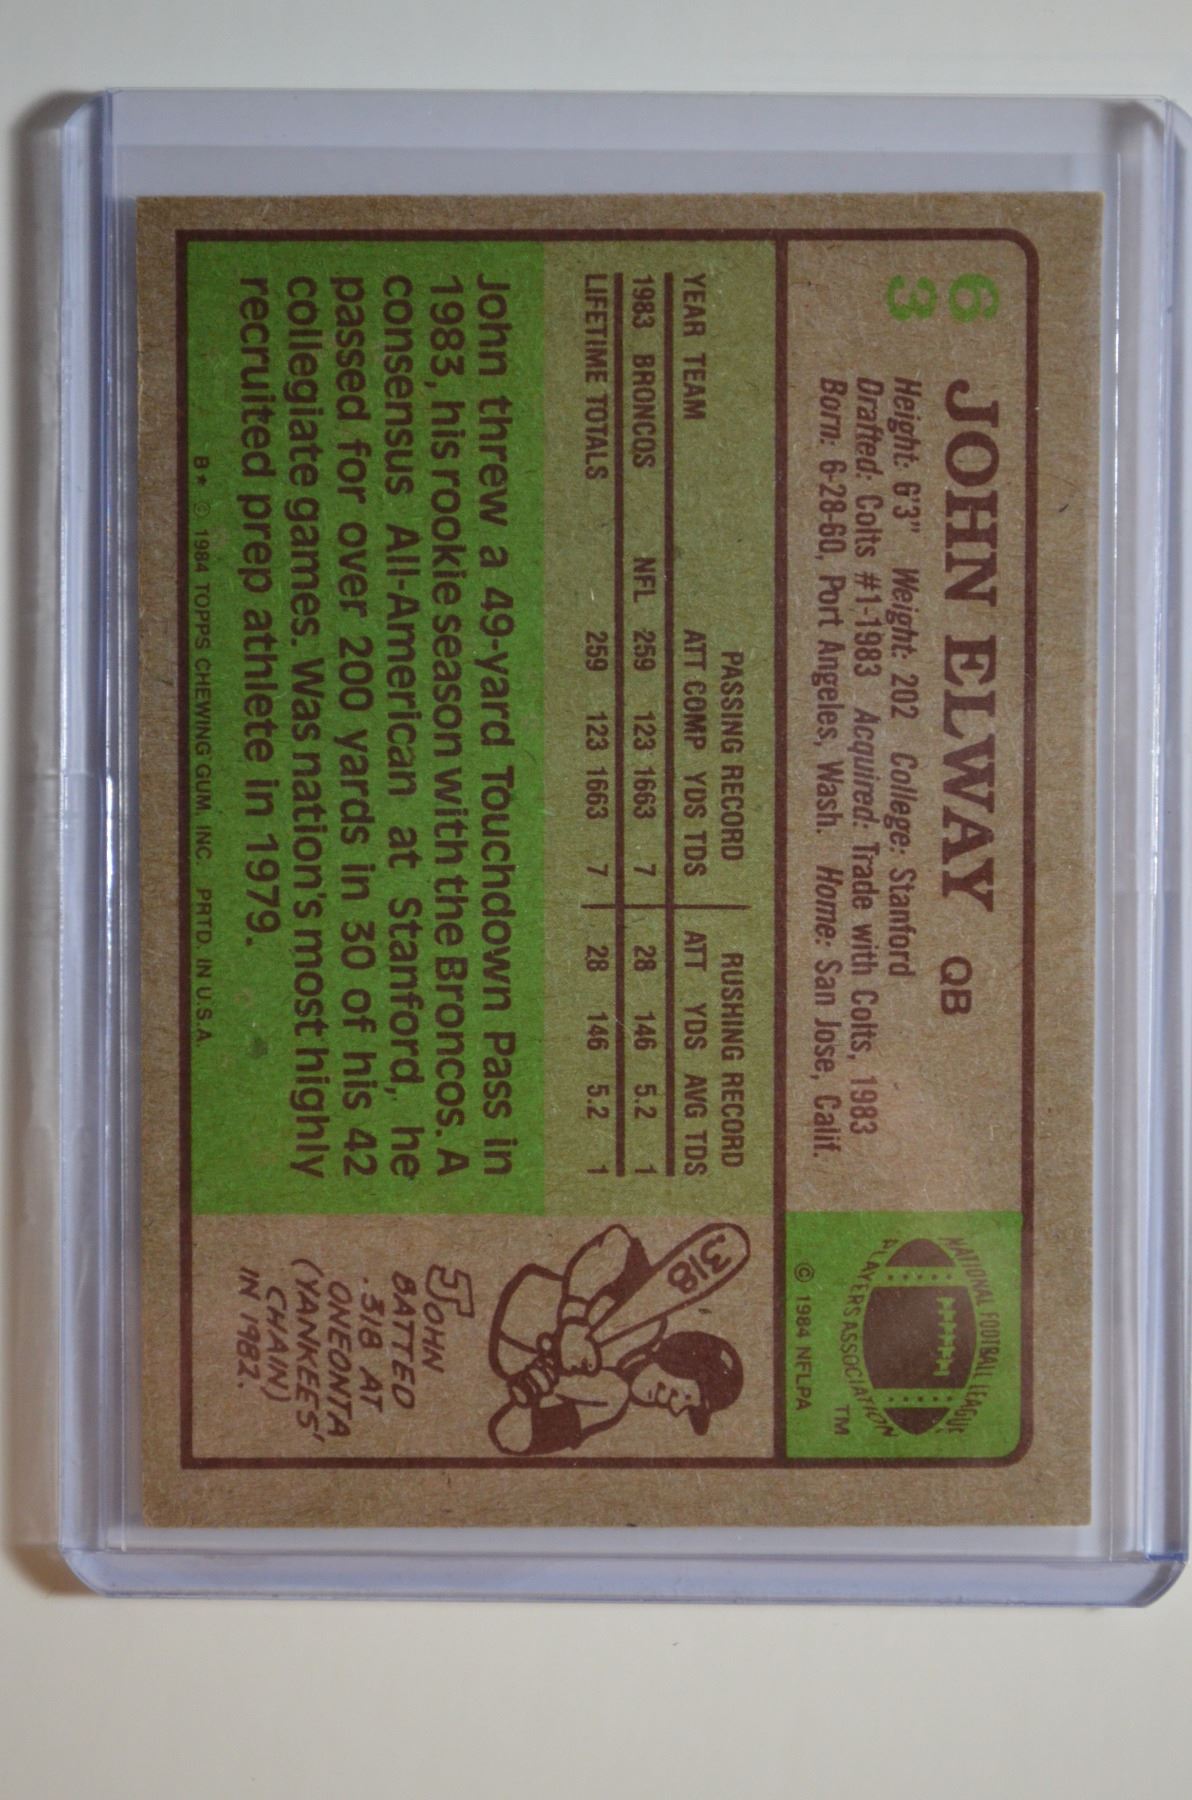 63
JOHN ELWAY QB
Height: 6'3" Weight: 202 College: Stanford
Drafted: Colts #1-1983 Acquired: Trade with Colts, 1983
Born: 6-28-60, Port Angeles, Wash. Home: San Jose, Calif.
NATIONAL FOOTBALL LEAGUE
PLAYERS ASSOCIATION TM
© 1984 NFLPA
PASSING RECORD RUSHING RECORD
YEAR TEAM ATT COMP YDS TDS ATT YDS AVG TDS
1983 BRONCOS NFL 259 123 1663 7 28 146 5.2 1
LIFETIME TOTALS 259 123 1663 7 28 146 5.2 1
John threw a 49-yard Touchdown Pass in
1983, his rookie season with the Broncos. A
consensus All-American at Stanford, he
passed for over 200 yards in 30 of his 42
collegiate games. Was nation's most highly
recruited prep athlete in 1979.
318
JOHN
BATTED
.318 AT
ONEONTA
(YANKEES'
CHAIN)
IN 1982.
B* © 1984 TOPPS CHEWING GUM, INC. PRTD. IN U.S.A.